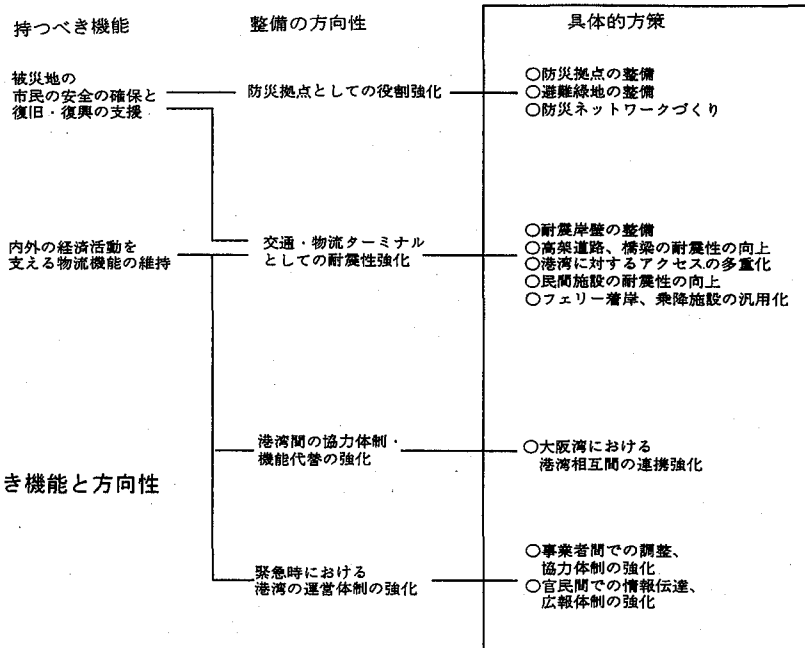 持つべき機能
整備の方向性
具体的方策
被災地の
市民の安全の確保と
復旧・復興の支援
防災拠点としての役割強化
○防災拠点の整備
○避難緑地の整備
○防災ネットワークづくり
内外の経済活動を
支える物流機能の維持
交通・物流ターミナル
としての耐震性強化
○耐震岸壁の整備
○高架道路、橋梁の耐震性の向上
○港湾に対するアクセスの多重化
○民間施設の耐震性の向上
○フェリー着岸、乗降施設の汎用化
港湾間の協力体制・
機能代替の強化
○大阪湾における
港湾相互間の連携強化
き機能と方向性
緊急時における
港湾の運営体制の強化
○事業者間での調整、
協力体制の強化
○官民間での情報伝達、
広報体制の強化